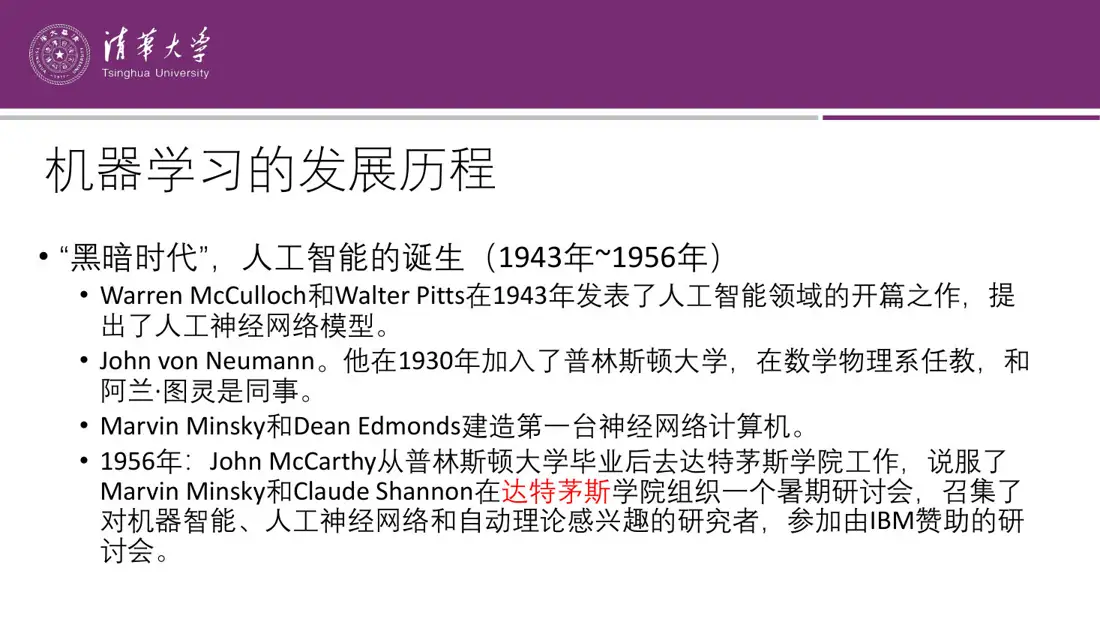 清华大学
Tsinghua University
机器学习的发展历程
• “黑暗时代”，人工智能的诞生（1943年~1956年）
• Warren McCulloch和Walter Pitts在1943年发表了人工智能领域的开篇之作，提
出了人工神经网络模型。
• John von Neumann。他在1930年加入了普林斯顿大学，在数学物理系任教，和
阿兰·图灵是同事。
• Marvin Minsky和Dean Edmonds建造第一台神经网络计算机。
• 1956年：John McCarthy从普林斯顿大学毕业后去达特茅斯学院工作，说服了
Marvin Minsky和Claude Shannon在达特茅斯学院组织一个暑期研讨会，召集了
对机器智能、人工神经网络和自动理论感兴趣的研究者，参加由IBM赞助的研
讨会。